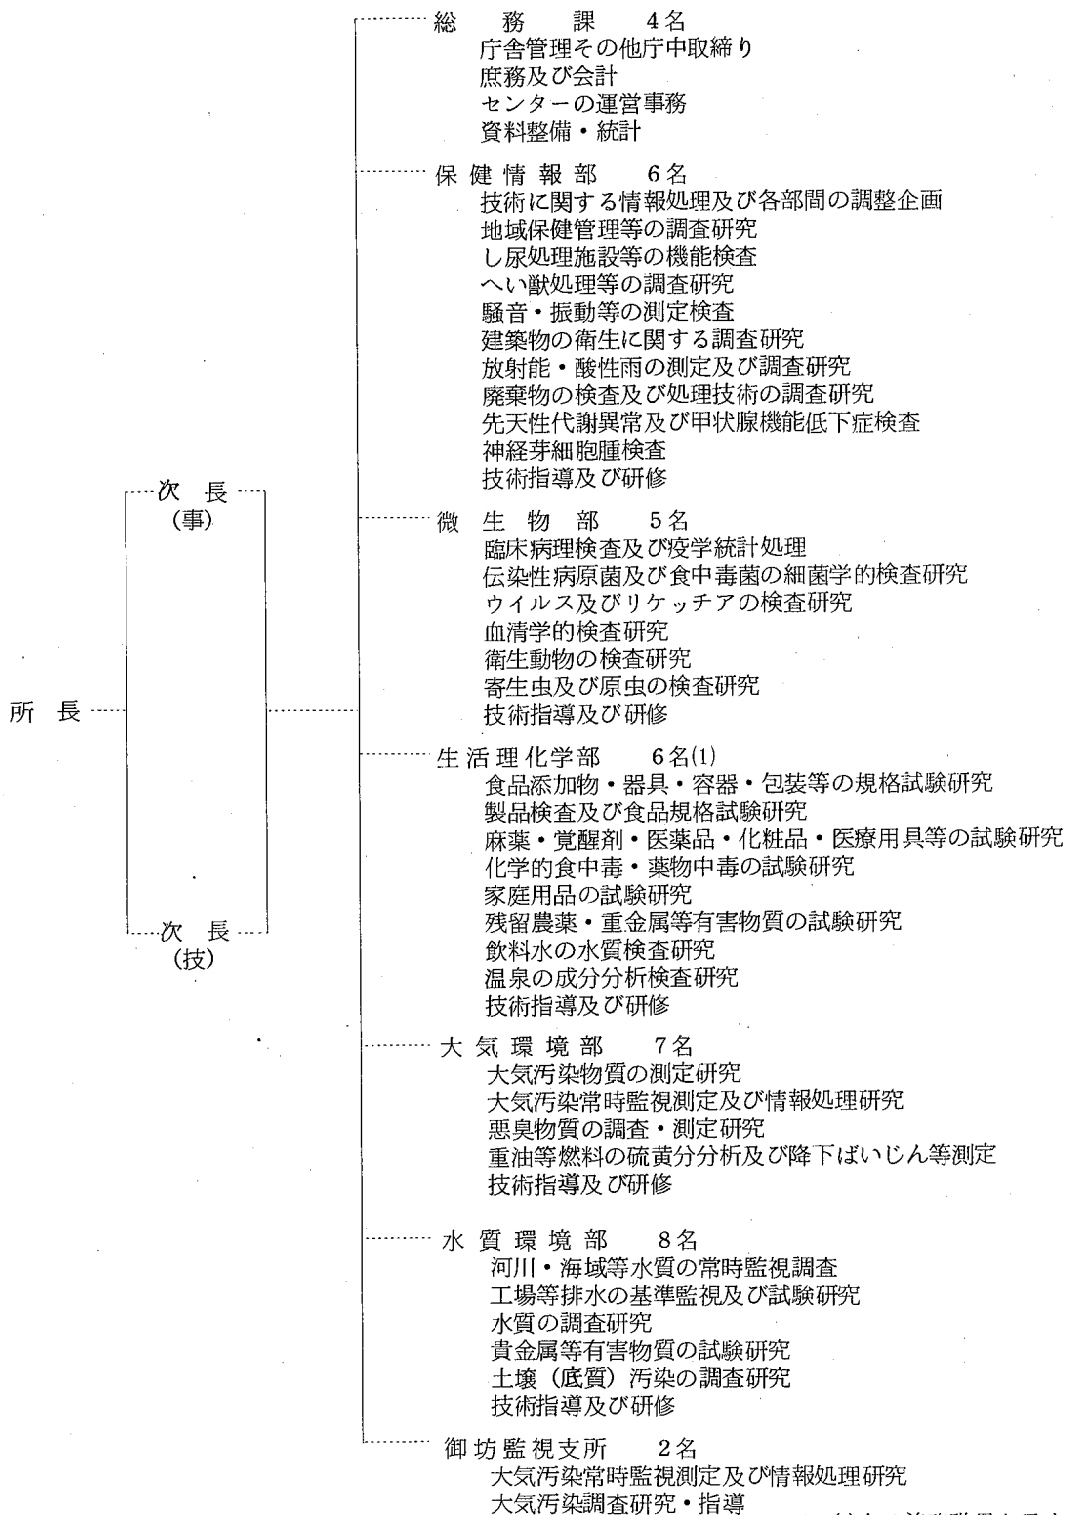 総務課 4名
庁舎管理その他庁中取締り
庶務及び会計
センターの運営事務
資料整備・統計
保健情報部 6名
技術に関する情報処理及び各部間の調整企画
地域保健管理等の調査研究
し尿処理施設等の機能検査
へい獣処理等の調査研究
騒音・振動等の測定検査
建築物の衛生に関する調査研究
放射能・酸性雨の測定及び調査研究
廃棄物の検査及び処理技術の調査研究
先天性代謝異常及び甲状腺機能低下症検査
神経芽細胞腫検査
技術指導及び研修
次長
(事)
微生物部 5名
臨床病理検査及び疫学統計処理
伝染性病原菌及び食中毒菌の細菌学的検査研究
ウイルス及びリケッチアの検査研究
血清学的検査研究
衛生動物の検査研究
寄生虫及び原虫の検査研究
技術指導及び研修
所長
生活理化学部 6名(1)
食品添加物・器具・容器・包装等の規格試験研究
製品検査及び食品規格試験研究
麻薬・覚醒剤・医薬品・化粧品・医療用具等の試験研究
化学的食中毒・薬物中毒の試験研究
家庭用品の試験研究
残留農薬・重金属等有害物質の試験研究
飲料水の水質検査研究
温泉の成分分析検査研究
技術指導及び研修
次長
(技)
大気環境部 7名
大気汚染物質の測定研究
大気汚染常時監視測定及び情報処理研究
悪臭物質の調査・測定研究
重油等燃料の硫黄分分析及び降下ばいじん等測定
技術指導及び研修
水質環境部 8名
河川・海域等水質の常時監視調査
工場等排水の基準監視及び試験研究
水質の調査研究
貴金属等有害物質の試験研究
土壌（底質）汚染の調査研究
技術指導及び研修
御坊監視支所 2名
大気汚染常時監視測定及び情報処理研究
大気汚染調査研究・指導